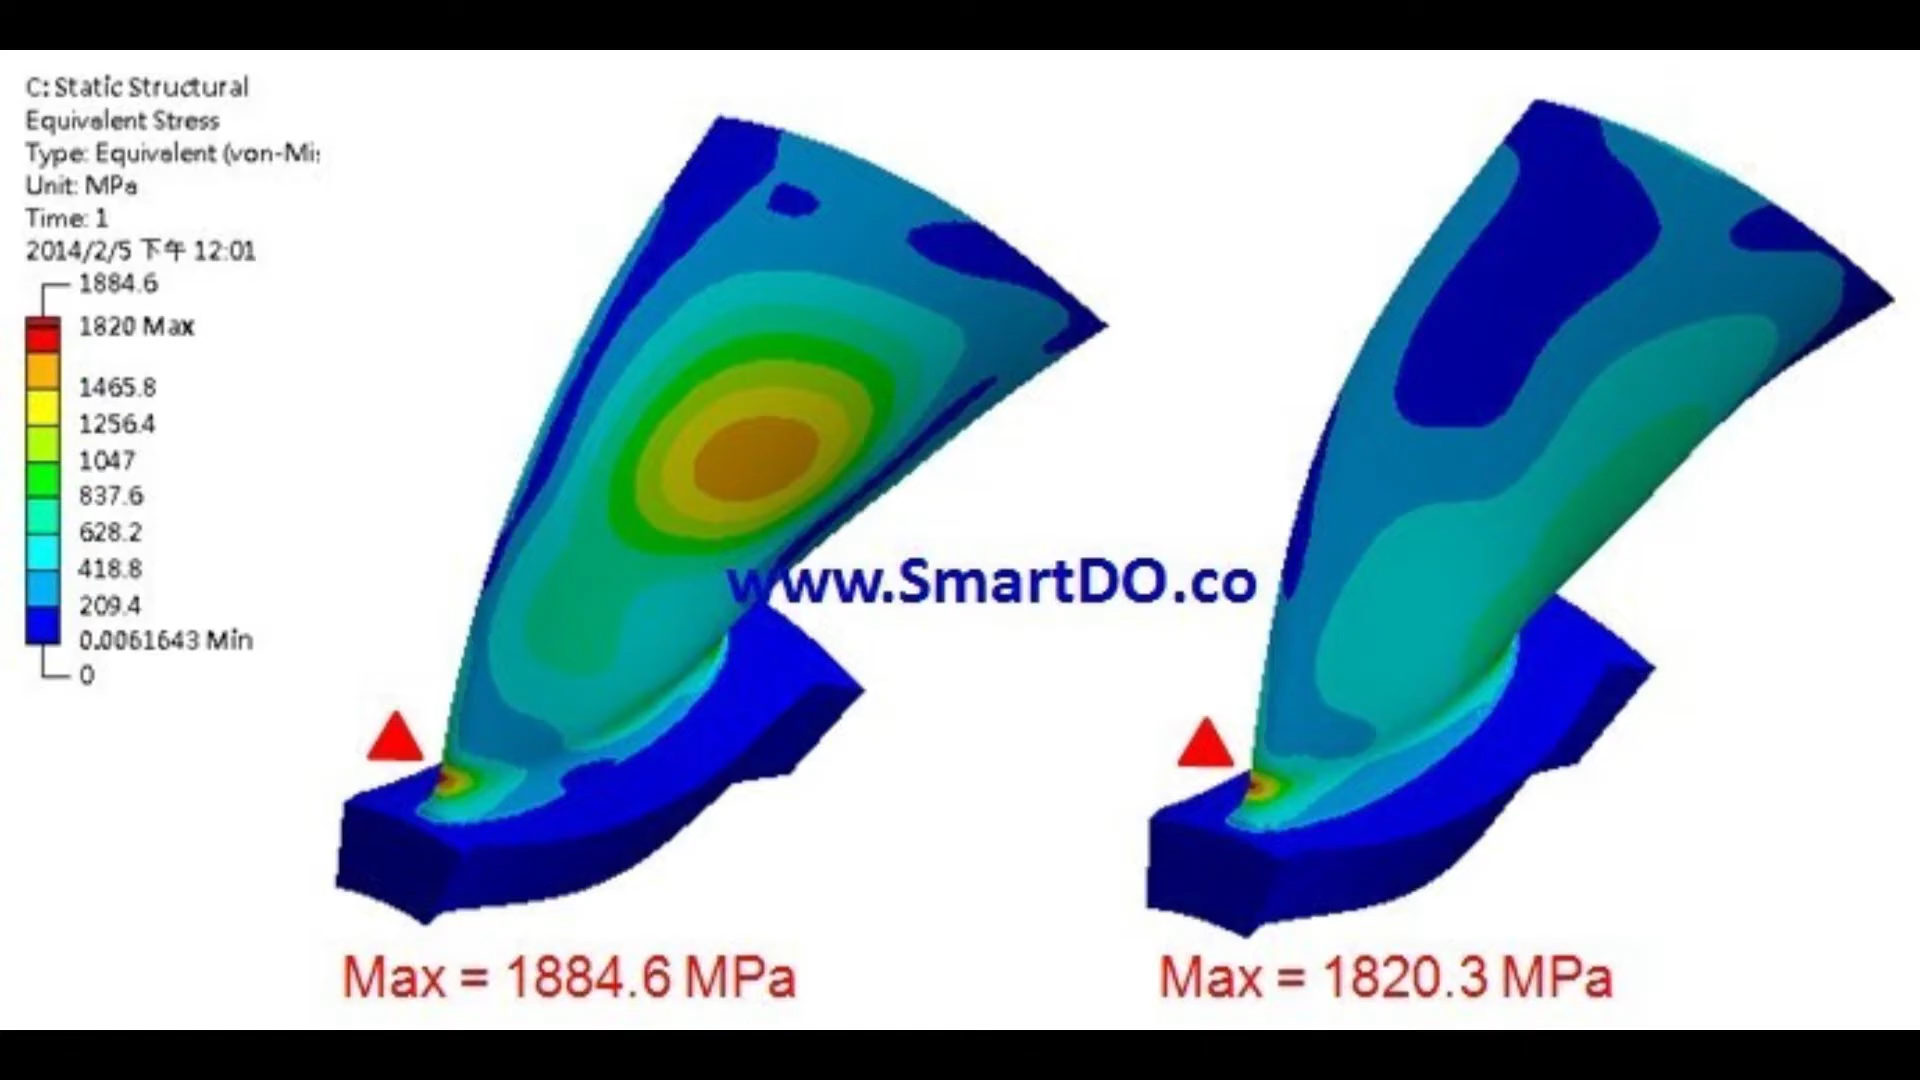 C: Static Structural
Equivalent Stress
Type: Equivalent (von-Mi
Unit: MPa
Time: 1
2014/2/5 下午 12:01
1884.6
1820 Max
1465.8
1256.4
1047
837.6
628.2
418.8
209.4
0.0061643 Min
0
www.SmartDO.co
Max = 1884.6 MPa
Max = 1820.3 MPa